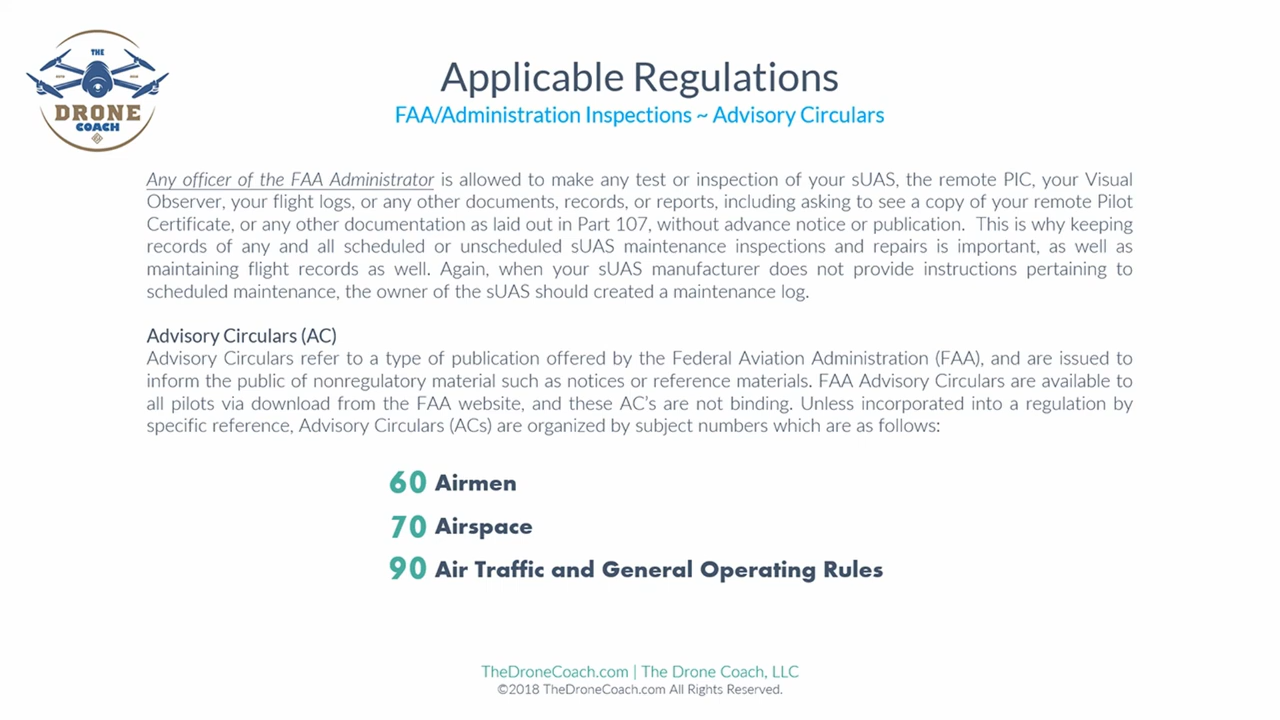 THE
DRONE
COACH
Applicable Regulations
FAA/Administration Inspections ~ Advisory Circulars
Any officer of the FAA Administrator is allowed to make any test or inspection of your sUAS, the remote PIC, your Visual
Observer, your flight logs, or any other documents, records, or reports, including asking to see a copy of your remote Pilot
Certificate, or any other documentation as laid out in Part 107, without advance notice or publication. This is why keeping
records of any and all scheduled or unscheduled sUAS maintenance inspections and repairs is important, as well as
maintaining flight records as well. Again, when your sUAS manufacturer does not provide instructions pertaining to
scheduled maintenance, the owner of the sUAS should created a maintenance log.
Advisory Circulars (AC)
Advisory Circulars refer to a type of publication offered by the Federal Aviation Administration (FAA), and are issued to
inform the public of nonregulatory material such as notices or reference materials. FAA Advisory Circulars are available to
all pilots via download from the FAA website, and these AC's are not binding. Unless incorporated into a regulation by
specific reference, Advisory Circulars (ACs) are organized by subject numbers which are as follows:
60 Airmen
70 Airspace
90 Air Traffic and General Operating Rules
TheDroneCoach.com | The Drone Coach, LLC
©2018 TheDroneCoach.com All Rights Reserved.